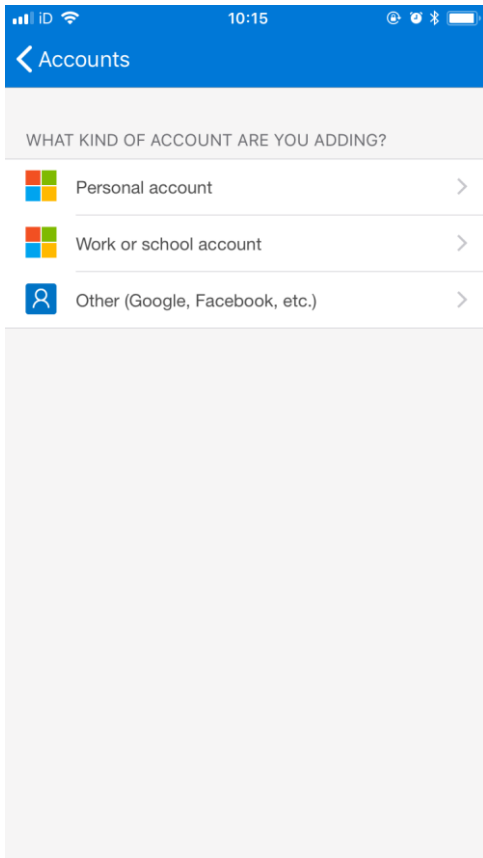 iD 10:15
Accounts
WHAT KIND OF ACCOUNT ARE YOU ADDING?
Personal account
Work or school account
Other (Google, Facebook, etc.)